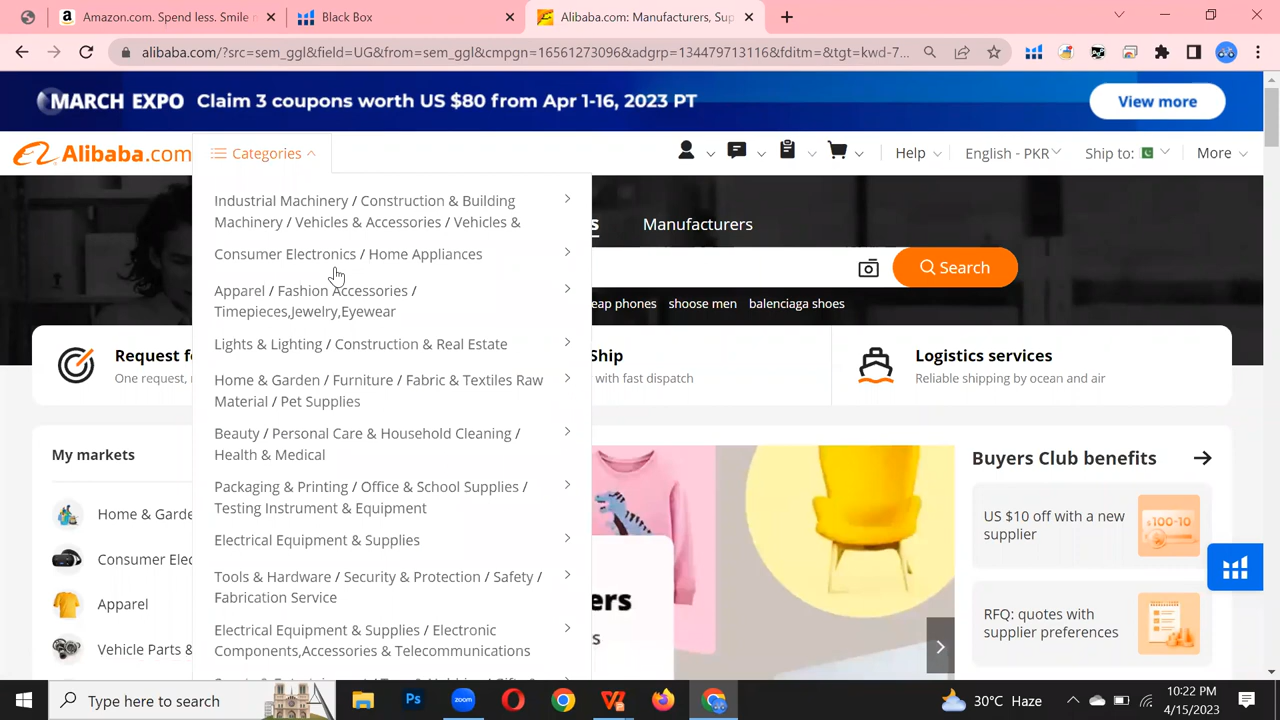 Amazon.com. Spend less. Smile
Black Box
Alibaba.com: Manufacturers, Sup
alibaba.com/?src=sem_ggl&field=UG&from=sem_ggl&cmpgn=16561273096&adgrp=134479713116&fditm=&tgt=kwd-7...
MARCH EXPO Claim 3 coupons worth US $80 from Apr 1-16, 2023 PT
View more
Alibaba.com
Categories
Help
English - PKR
Ship to:
More
Industrial Machinery / Construction & Building
Machinery / Vehicles & Accessories / Vehicles &
Consumer Electronics / Home Appliances
Apparel / Fashion Accessories /
Timepieces,Jewelry,Eyewear
Lights & Lighting / Construction & Real Estate
Home & Garden / Furniture / Fabric & Textiles Raw
Material / Pet Supplies
Beauty / Personal Care & Household Cleaning /
Health & Medical
Packaging & Printing / Office & School Supplies /
Testing Instrument & Equipment
Electrical Equipment & Supplies
Tools & Hardware / Security & Protection / Safety /
Fabrication Service
Electrical Equipment & Supplies / Electronic
Components,Accessories & Telecommunications
Manufacturers
Search
eap phones
shoose men
balenciaga shoes
Request f
One request,
Ship
with fast dispatch
Logistics services
Reliable shipping by ocean and air
My markets
Home & Garde
Consumer Elec
Apparel
Vehicle Parts &
ers
s
Buyers Club benefits
US $10 off with a new
supplier
$100-10
RFQ: quotes with
supplier preferences
Type here to search
Ps
zoom
30°C Haze
10:22 PM
4/15/2023